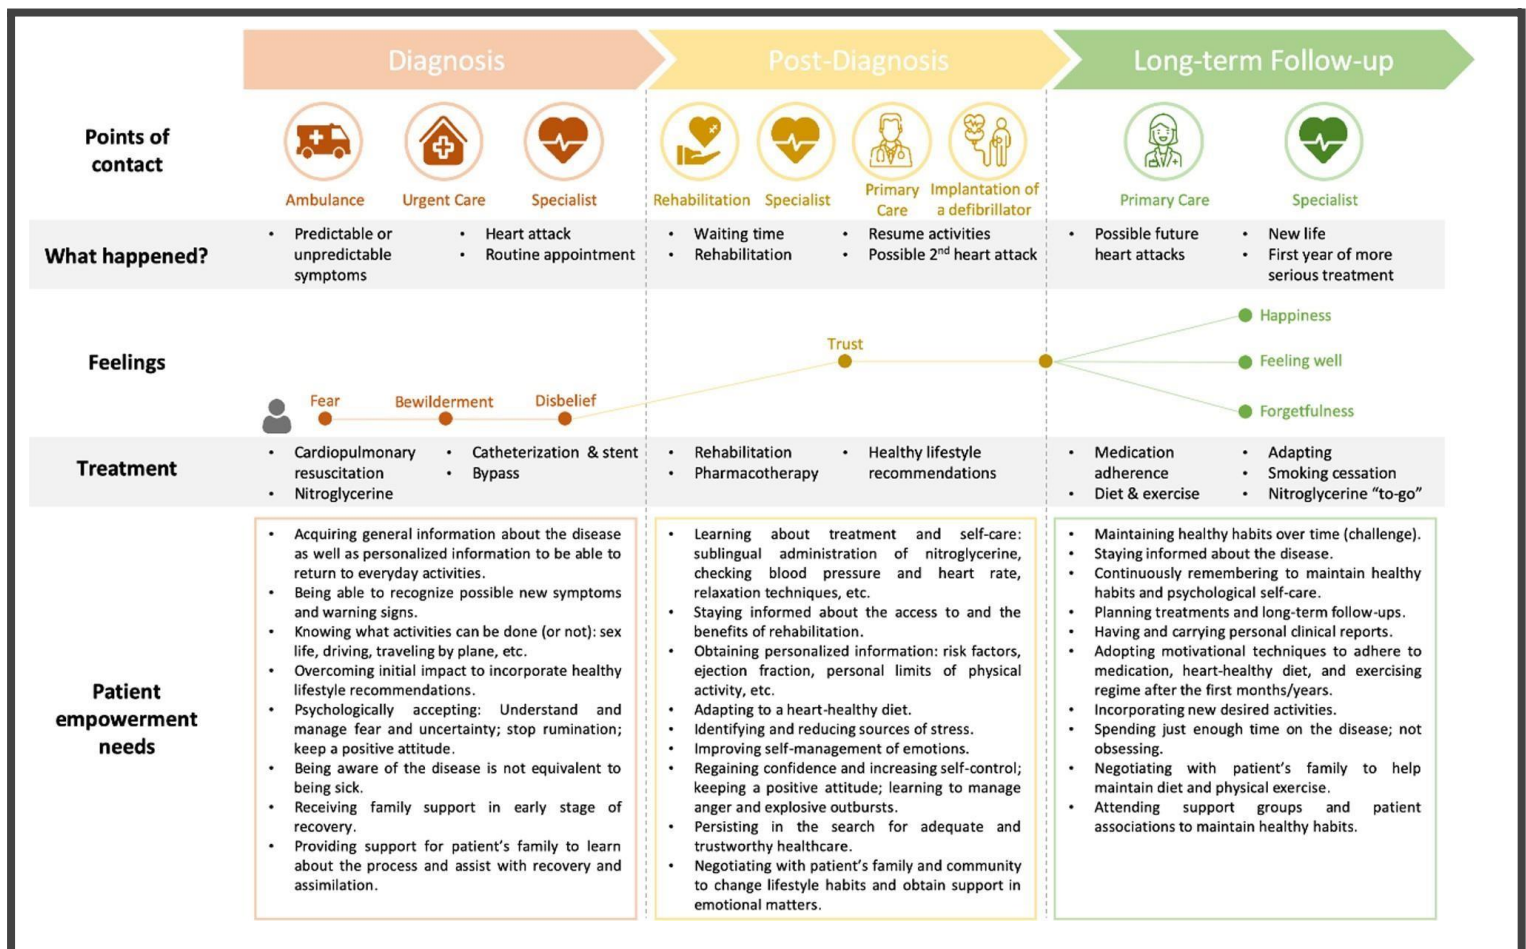 Diagnosis
Post-Diagnosis
Long-term Follow-up
Points of
contact
Ambulance
Urgent Care
Specialist
Rehabilitation
Specialist
Primary
Care
Implantation of
a defibrillator
Primary Care
Specialist
What happened?
• Predictable or
unpredictable
symptoms
• Heart attack
• Routine appointment
• Waiting time
• Rehabilitation
• Resume activities
• Possible 2nd heart attack
• Possible future
heart attacks
• New life
• First year of more
serious treatment
Feelings
Fear
Bewilderment
Disbelief
Trust
Happiness
Feeling well
Forgetfulness
Treatment
• Cardiopulmonary
resuscitation
• Nitroglycerine
• Catheterization & stent
• Bypass
• Rehabilitation
• Pharmacotherapy
• Healthy lifestyle
recommendations
• Medication
adherence
• Diet & exercise
• Adapting
• Smoking cessation
• Nitroglycerine “to-go”
Patient
empowerment
needs
• Acquiring general information about the disease
as well as personalized information to be able to
return to everyday activities.
• Being able to recognize possible new symptoms
and warning signs.
• Knowing what activities can be done (or not): sex
life, driving, traveling by plane, etc.
• Overcoming initial impact to incorporate healthy
lifestyle recommendations.
• Psychologically accepting: Understand and
manage fear and uncertainty; stop rumination;
keep a positive attitude.
• Being aware of the disease is not equivalent to
being sick.
• Receiving family support in early stage of
recovery.
• Providing support for patient’s family to learn
about the process and assist with recovery and
assimilation.
• Learning about treatment and self-care:
sublingual administration of nitroglycerine,
checking blood pressure and heart rate,
relaxation techniques, etc.
• Staying informed about the access to and the
benefits of rehabilitation.
• Obtaining personalized information: risk factors,
ejection fraction, personal limits of physical
activity, etc.
• Adapting to a heart-healthy diet.
• Identifying and reducing sources of stress.
• Improving self-management of emotions.
• Regaining confidence and increasing self-control;
keeping a positive attitude; learning to manage
anger and explosive outbursts.
• Persisting in the search for adequate and
trustworthy healthcare.
• Negotiating with patient’s family and community
to change lifestyle habits and obtain support in
emotional matters.
• Maintaining healthy habits over time (challenge).
• Staying informed about the disease.
• Continuously remembering to maintain healthy
habits and psychological self-care.
• Planning treatments and long-term follow-ups.
• Having and carrying personal clinical reports.
• Adopting motivational techniques to adhere to
medication, heart-healthy diet, and exercising
regime after the first months/years.
• Incorporating new desired activities.
• Spending just enough time on the disease; not
obsessing.
• Negotiating with patient’s family to help
maintain diet and physical exercise.
• Attending support groups and patient
associations to maintain healthy habits.